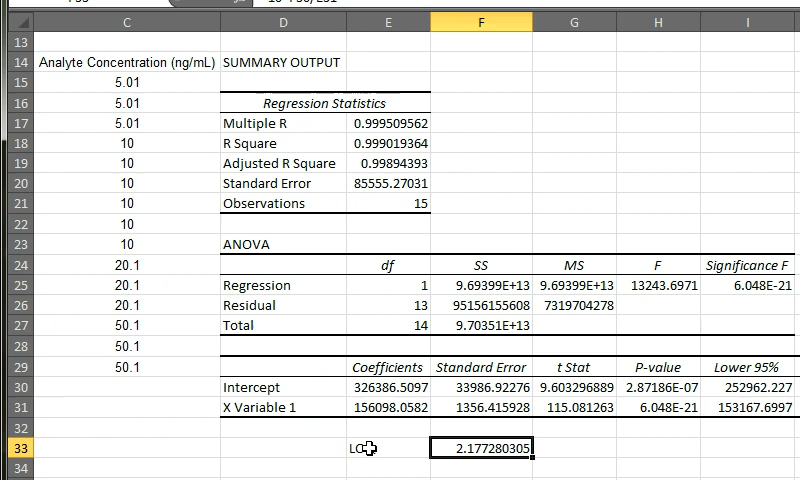 C D E F G H I
13
14 Analyte Concentration (ng/mL) SUMMARY OUTPUT
15 5.01
16 5.01 Regression Statistics
17 5.01 Multiple R 0.999509562
18 10 R Square 0.999019364
19 10 Adjusted R Square 0.99894393
20 10 Standard Error 85555.27031
21 10 Observations 15
22 10
23 10 ANOVA
24 20.1 df SS MS F Significance F
25 20.1 Regression 1 9.69399E+13 9.69399E+13 13243.6971 6.048E-21
26 20.1 Residual 13 95156155608 7319704278
27 50.1 Total 14 9.70351E+13
28 50.1
29 50.1 Coefficients Standard Error t Stat P-value Lower 95%
30 Intercept 326386.5097 33986.92276 9.603296889 2.87186E-07 252962.227
31 X Variable 1 156098.0582 1356.415928 115.081263 6.048E-21 153167.6997
32
33 2.177280305
34